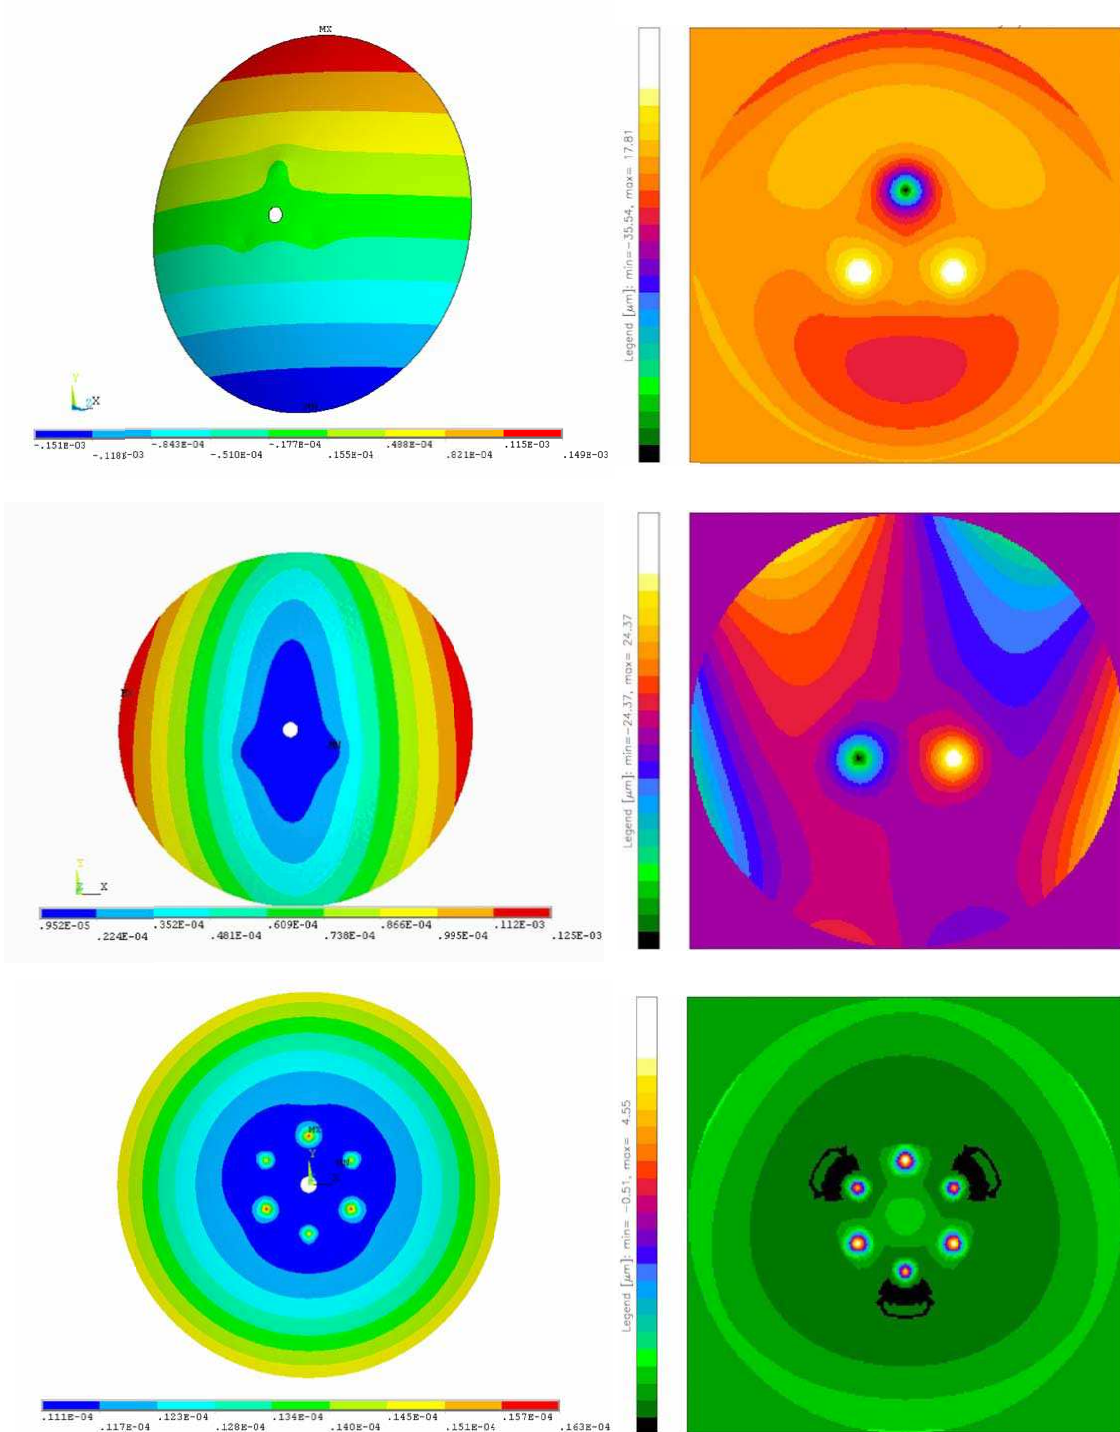 MX
Y
Z
X
-.151E-03
-.118E-03
-.843E-04
-.510E-04
-.177E-04
.155E-04
.488E-04
.821E-04
.115E-03
.149E-03
Legend [μm]: min=-35.54, max= 17.81
X
.952E-05
.224E-04
.352E-04
.481E-04
.609E-04
.738E-04
.866E-04
.995E-04
.112E-03
.125E-03
Legend [μm]: min=-24.37, max= 24.37
Y
.111E-04
.117E-04
.123E-04
.128E-04
.134E-04
.140E-04
.145E-04
.151E-04
.157E-04
.163E-04
Legend [μm]: min= -0.51, max= 4.55